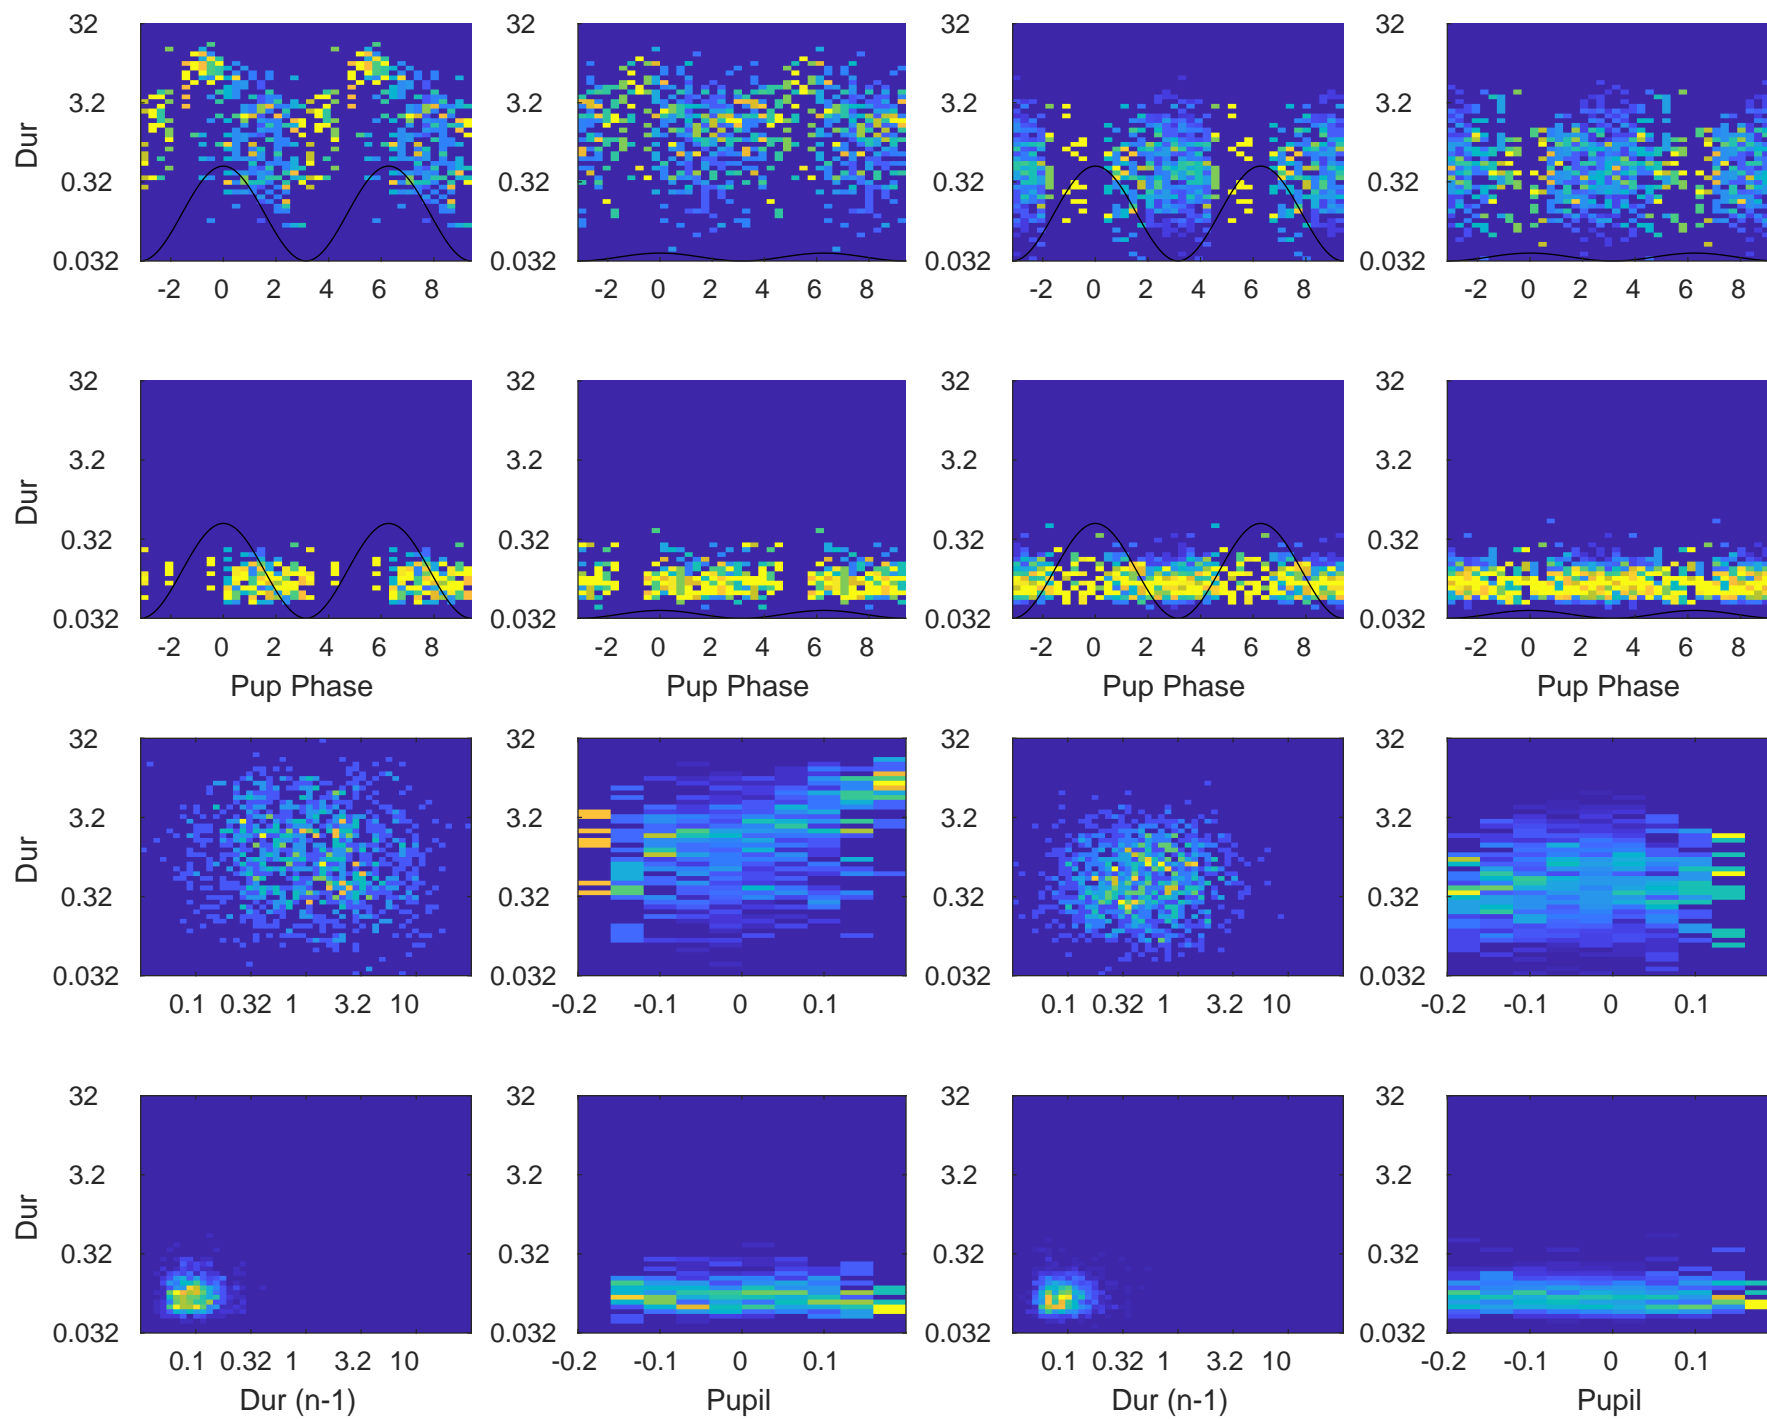 32 32 32 32
Dur 3.2 3.2 3.2 3.2
0.32 0.32 0.32 0.32
0.032 0.032 0.032 0.032
-2 0 2 4 6 8 -2 0 2 4 6 8 -2 0 2 4 6 8 -2 0 2 4 6 8
32 32 32 32
Dur 3.2 3.2 3.2 3.2
0.32 0.32 0.32 0.32
0.032 0.032 0.032 0.032
-2 0 2 4 6 8 -2 0 2 4 6 8 -2 0 2 4 6 8 -2 0 2 4 6 8
Pup Phase Pup Phase Pup Phase Pup Phase
32 32 32 32
Dur 3.2 3.2 3.2 3.2
0.32 0.32 0.32 0.32
0.032 0.032 0.032 0.032
0.1 0.32 1 3.2 10 -0.2 -0.1 0 0.1 0.1 0.32 1 3.2 10 -0.2 -0.1 0 0.1
32 32 32 32
Dur 3.2 3.2 3.2 3.2
0.32 0.32 0.32 0.32
0.032 0.032 0.032 0.032
0.1 0.32 1 3.2 10 -0.2 -0.1 0 0.1 0.1 0.32 1 3.2 10 -0.2 -0.1 0 0.1
Dur (n-1) Pupil Dur (n-1) Pupil